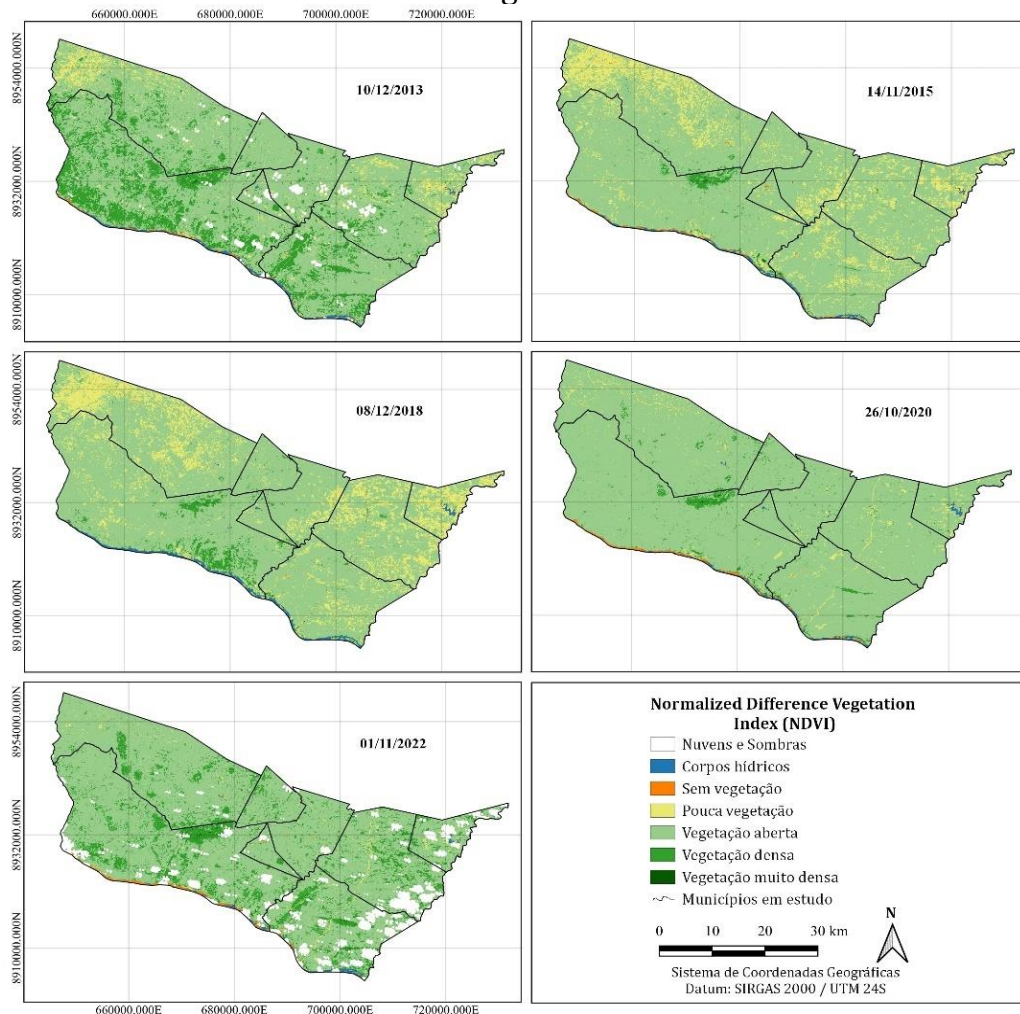 660000.000E 680000.000E 700000.000E 720000.000E
8954000.000N
8932000.000N
8910000.000N
10/12/2013
14/11/2015
8954000.000N
8932000.000N
8910000.000N
08/12/2018
26/10/2020
8954000.000N
8932000.000N
8910000.000N
01/11/2022
660000.000E 680000.000E 700000.000E 720000.000E
Normalized Difference Vegetation
Index (NDVI)
Nuvens e Sombras
Corpos hídricos
Sem vegetação
Pouca vegetação
Vegetação aberta
Vegetação densa
Vegetação muito densa
Municípios em estudo
N
0 10 20 30 km
Sistema de Coordenadas Geográficas
Datum: SIRGAS 2000 / UTM 24S